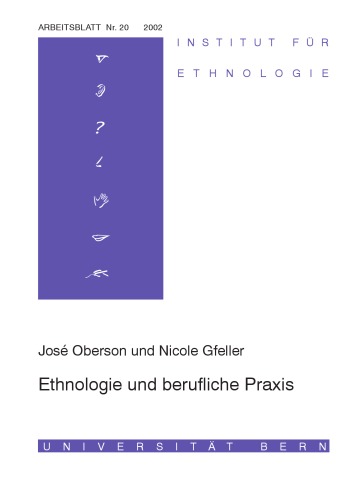 ARBEITSBLATT Nr. 20 2002
INSTITUT FÜR
ETHNOLOGIE
?
José Oberson und Nicole Gfeller
Ethnologie und berufliche Praxis
UNIVERSITÄT BERN